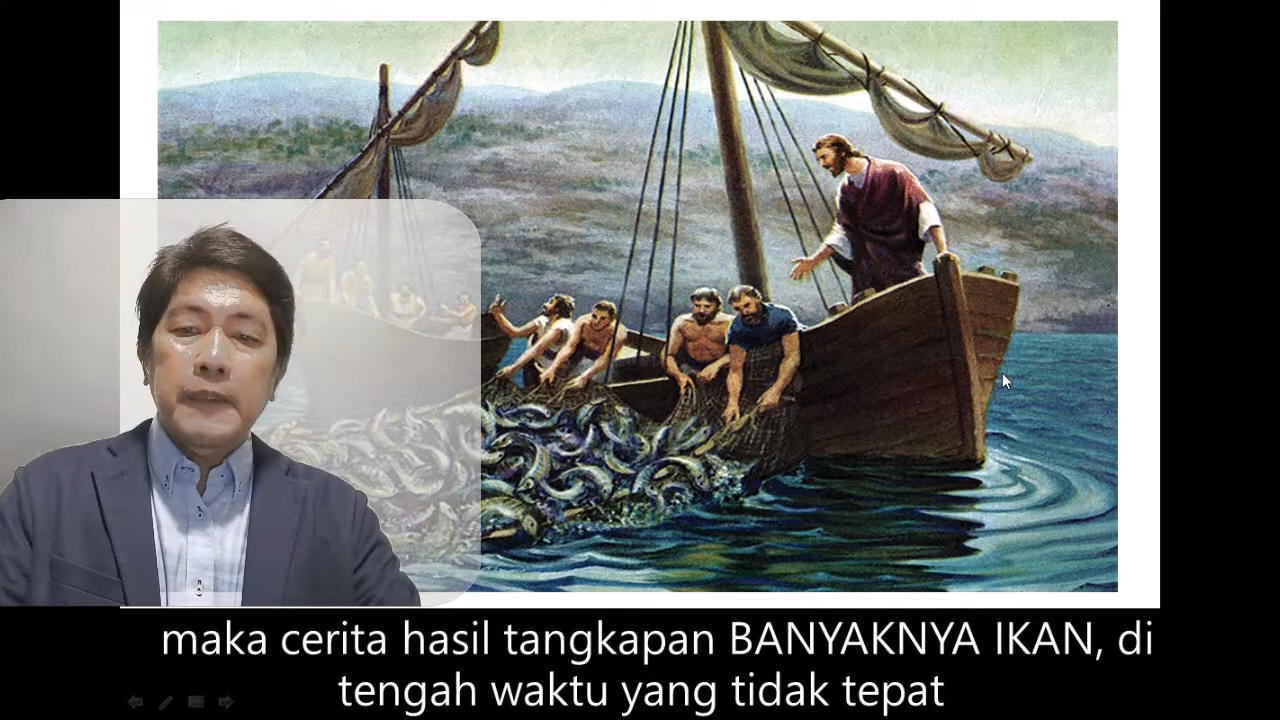 maka cerita hasil tangkapan BANYAKNYA IKAN, di
tengah waktu yang tidak tepat